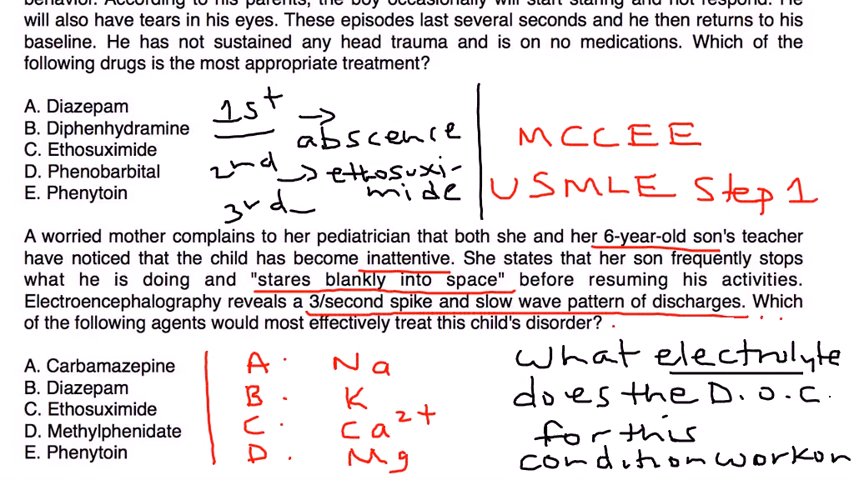 behavior. According to his parents, the boy occasionally will start staring and not respond. He
will also have tears in his eyes. These episodes last several seconds and he then returns to his
baseline. He has not sustained any head trauma and is on no medications. Which of the
following drugs is the most appropriate treatment?
A. Diazepam
B. Diphenhydramine
C. Ethosuximide
D. Phenobarbital
E. Phenytoin
1st →
abscence
2nd → ethosuxi-
mide
3rd
MCCEE
USMLE Step 1
A worried mother complains to her pediatrician that both she and her 6-year-old son's teacher
have noticed that the child has become inattentive. She states that her son frequently stops
what he is doing and "stares blankly into space" before resuming his activities.
Electroencephalography reveals a 3/second spike and slow wave pattern of discharges. Which
of the following agents would most effectively treat this child's disorder?
A. Carbamazepine
B. Diazepam
C. Ethosuximide
D. Methylphenidate
E. Phenytoin
A. Na
B. K
C. Ca2+
D. Mg
What electrulyte
does the D.O.C.
for this
condition work on